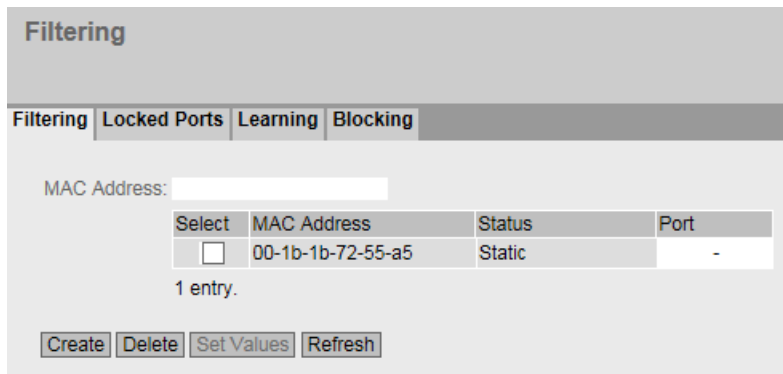 Filtering
Filtering Locked Ports Learning Blocking
MAC Address:
Select MAC Address Status Port
00-1b-1b-72-55-a5 Static -
1 entry.
Create Delete Set Values Refresh